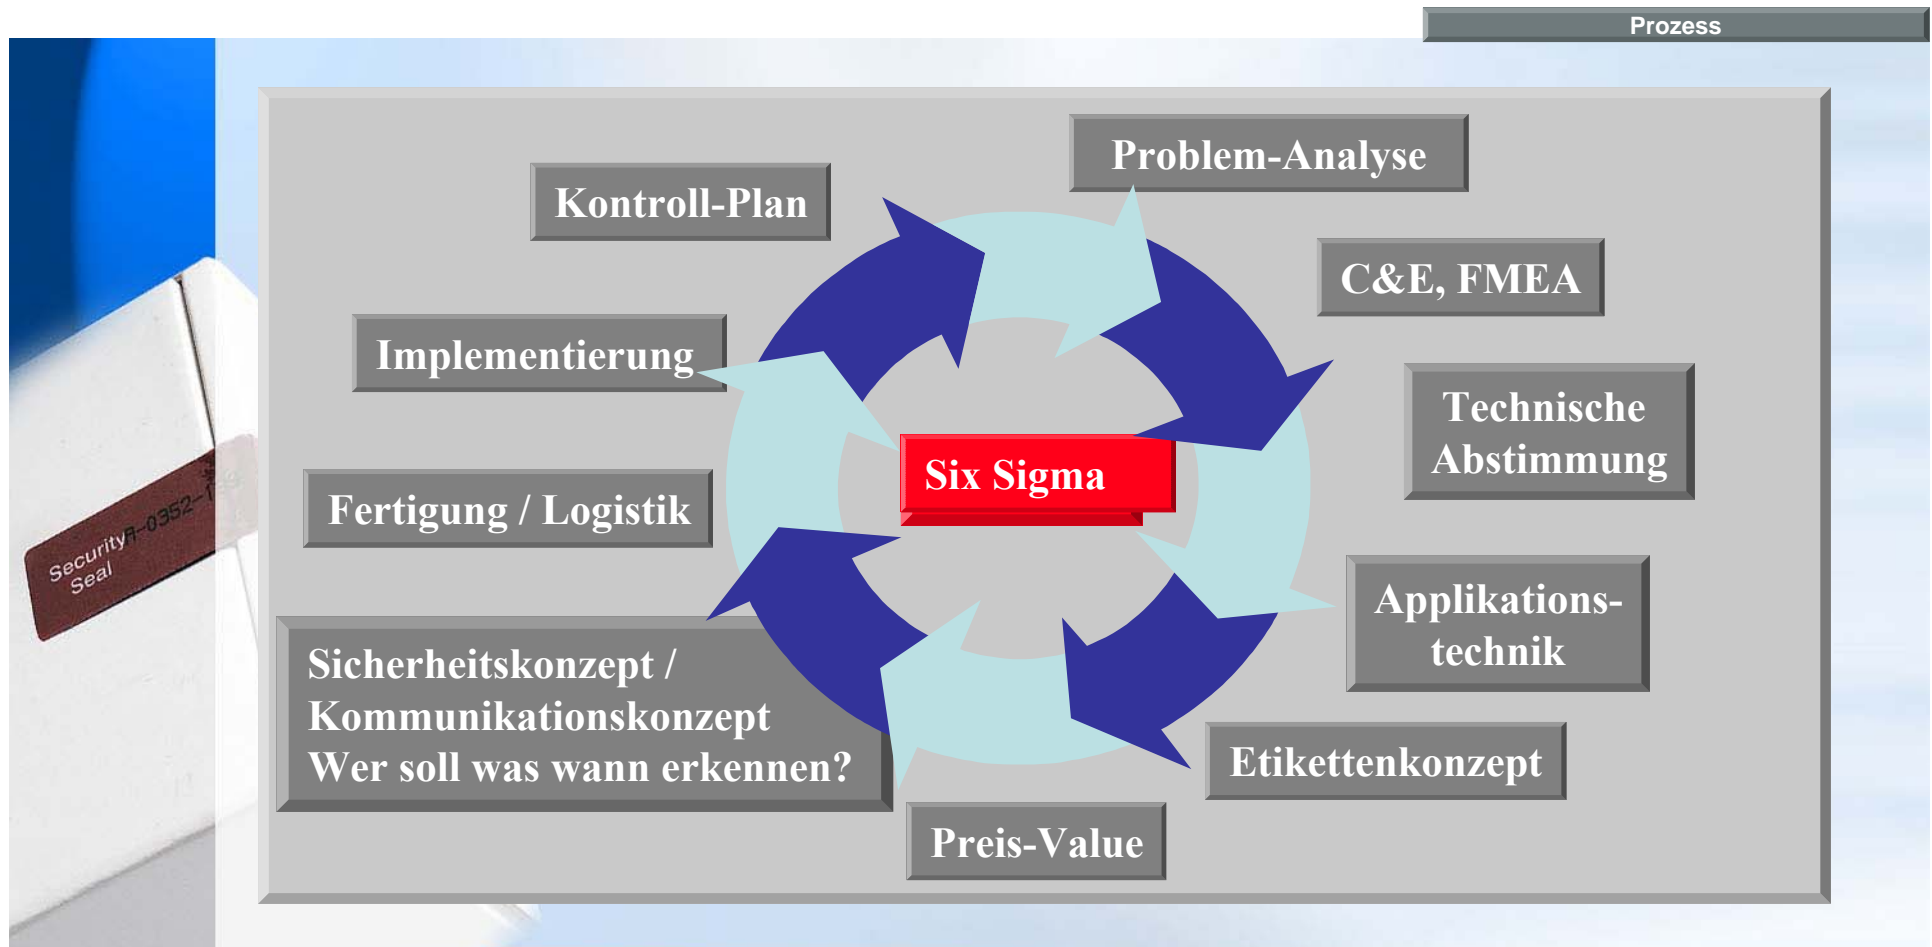 Prozess
Problem-Analyse
Kontroll-Plan
C&E, FMEA
Implementierung
Technische
Abstimmung
Six Sigma
Fertigung / Logistik
Applikations-
technik
Sicherheitskonzept /
Kommunikationskonzept
Wer soll was wann erkennen?
Etikettenkonzept
Preis-Value
Security
Seal